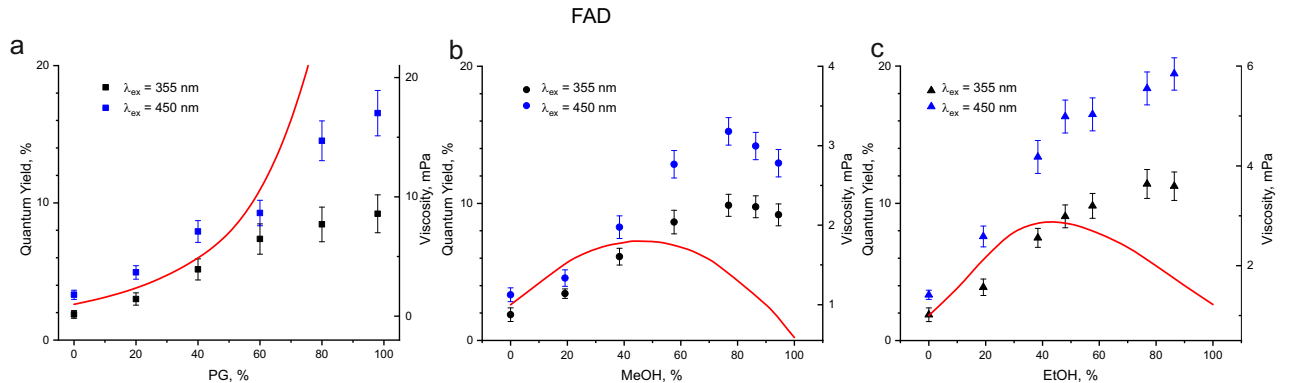 FAD
a
λex = 355 nm
λex = 450 nm
Quantum Yield, %
0
10
20
Viscosity, mPa
0
10
20
0 20 40 60 80 100
PG, %
b
λex = 355 nm
λex = 450 nm
Quantum Yield, %
0
10
20
Viscosity, mPa
1
2
3
4
0 20 40 60 80 100
MeOH, %
c
λex = 355 nm
λex = 450 nm
Quantum Yield, %
0
10
20
Viscosity, mPa
2
4
6
0 20 40 60 80 100
EtOH, %